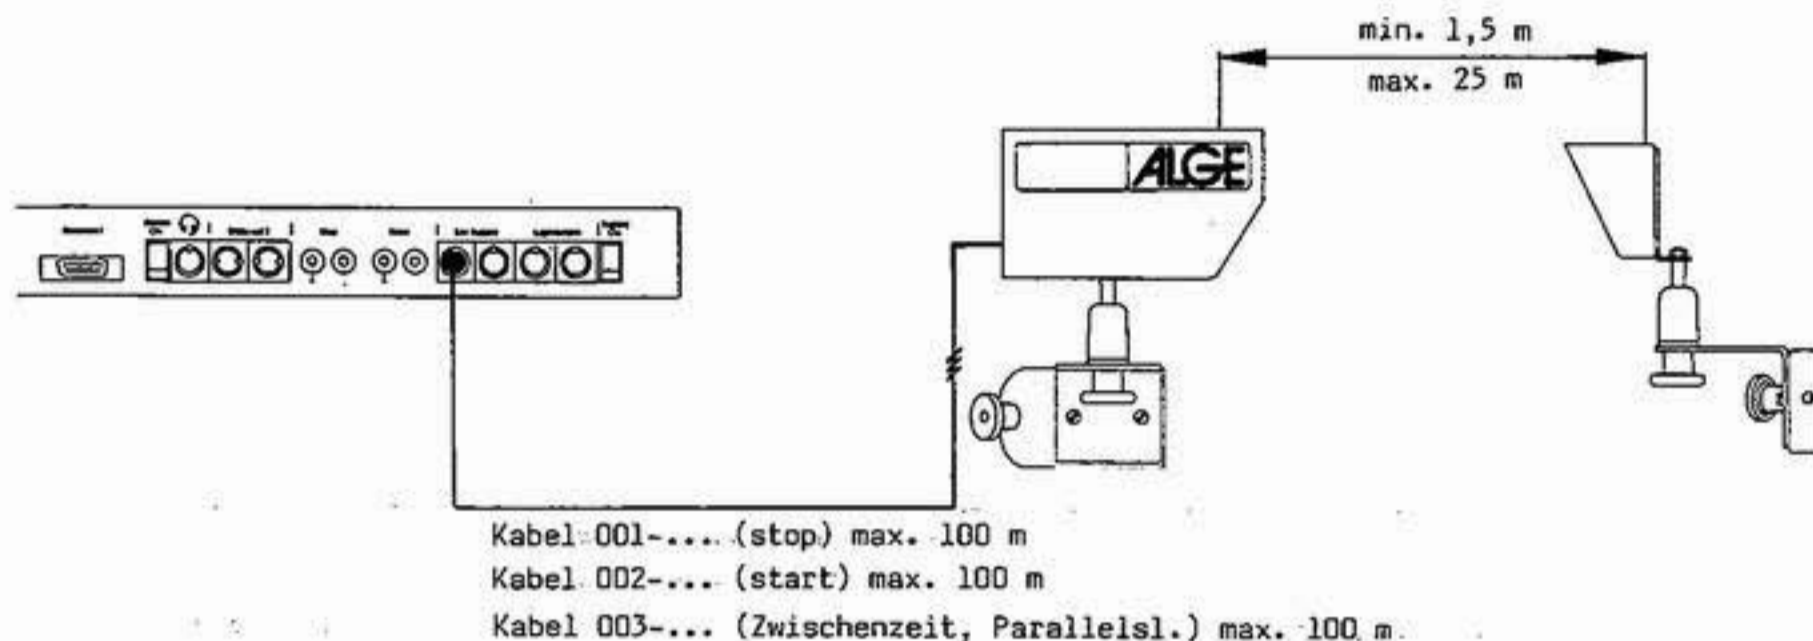 min. 1,5 m
max. 25 m
ALGE
Kabel 001-... (stop) max. 100 m
Kabel 002-... (start) max. 100 m
Kabel 003-... (Zwischenzeit, Parallelsl.) max. 100 m